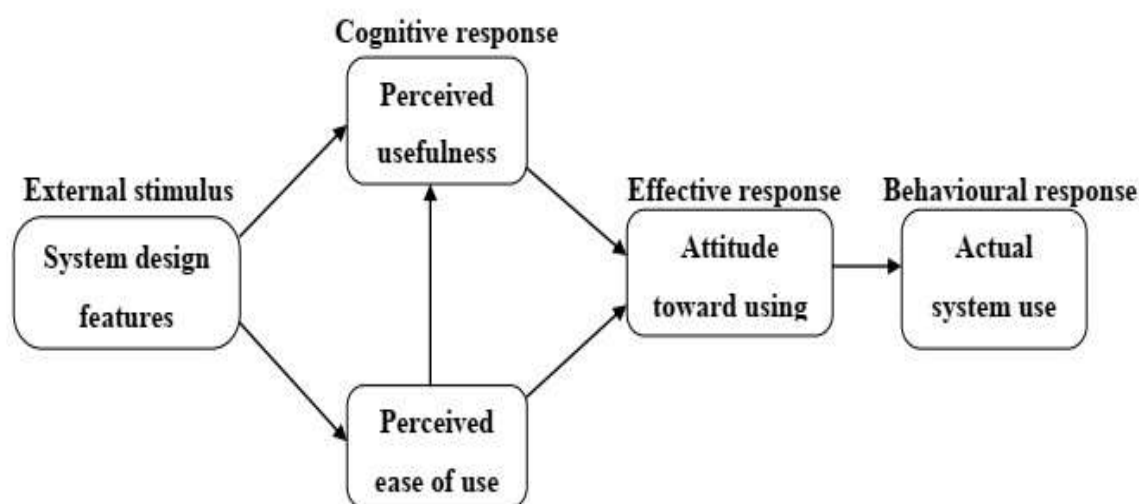 Cognitive response
Perceived
usefulness
External stimulus
System design
features
Effective response
Attitude
toward using
Behavioural response
Actual
system use
Perceived
ease of use